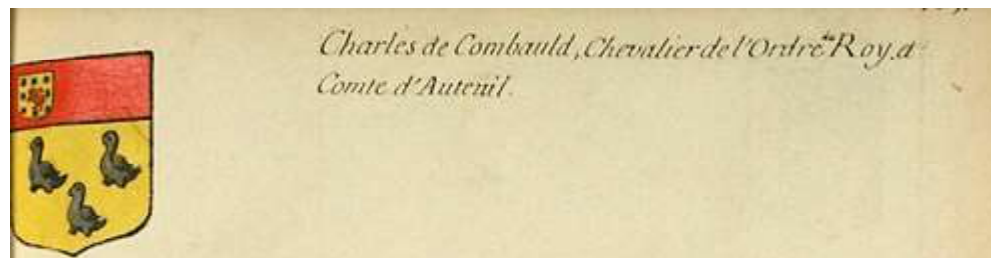 Charles de Combauld, Chevalier de l'Ordre du Roy, et
Comte d'Auteuil.